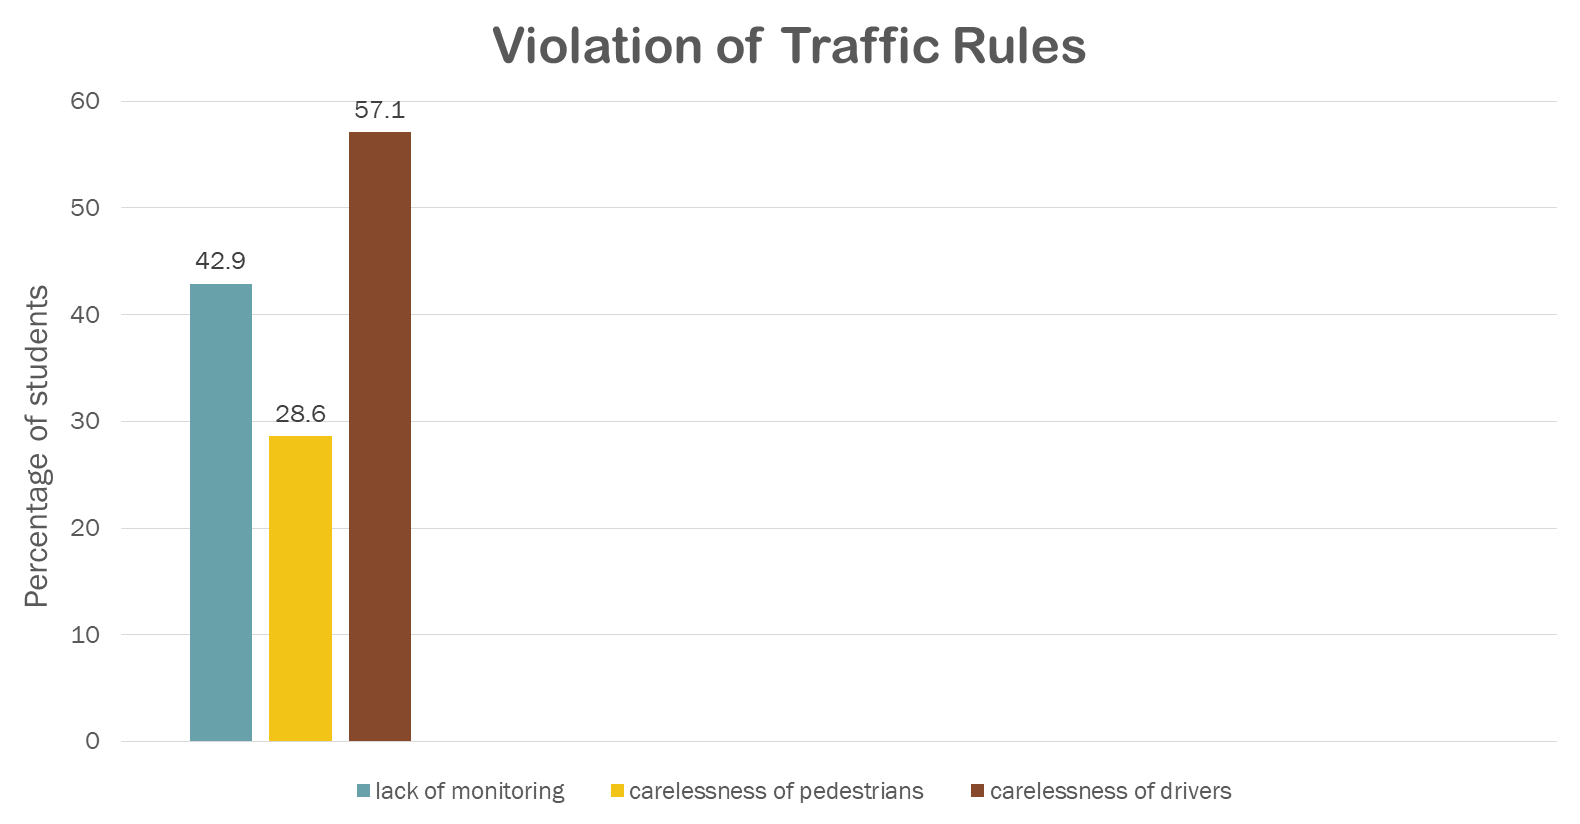 Violation of Traffic Rules
Percentage of students
60
50
40
30
20
10
0
42.9
28.6
57.1
lack of monitoring
carelessness of pedestrians
carelessness of drivers